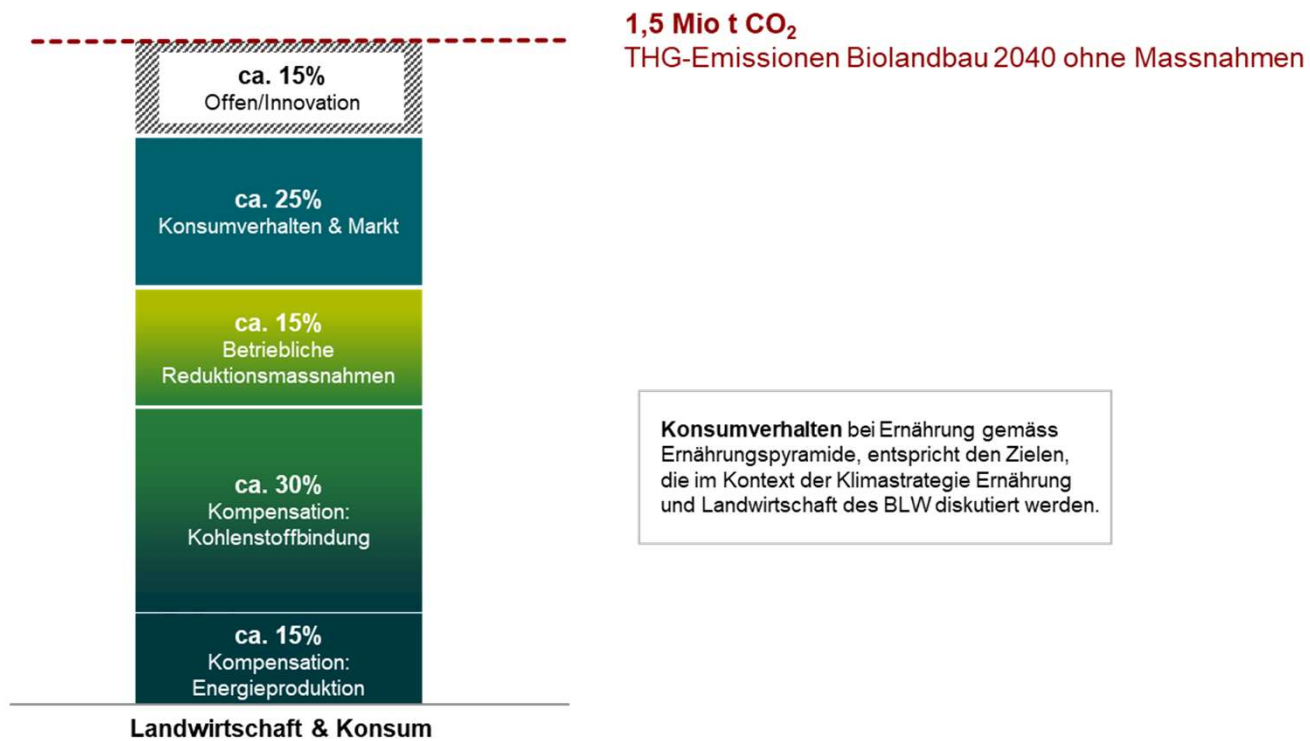 1,5 Mio t CO₂
THG-Emissionen Biolandbau 2040 ohne Massnahmen
ca. 15%
Offen/Innovation
ca. 25%
Konsumverhalten & Markt
ca. 15%
Betriebliche
Reduktionsmassnahmen
ca. 30%
Kompensation:
Kohlenstoffbindung
ca. 15%
Kompensation:
Energieproduktion
Landwirtschaft & Konsum
Konsumverhalten bei Ernährung gemäss
Ernährungspyramide, entspricht den Zielen,
die im Kontext der Klimastrategie Ernährung
und Landwirtschaft des BLW diskutiert werden.